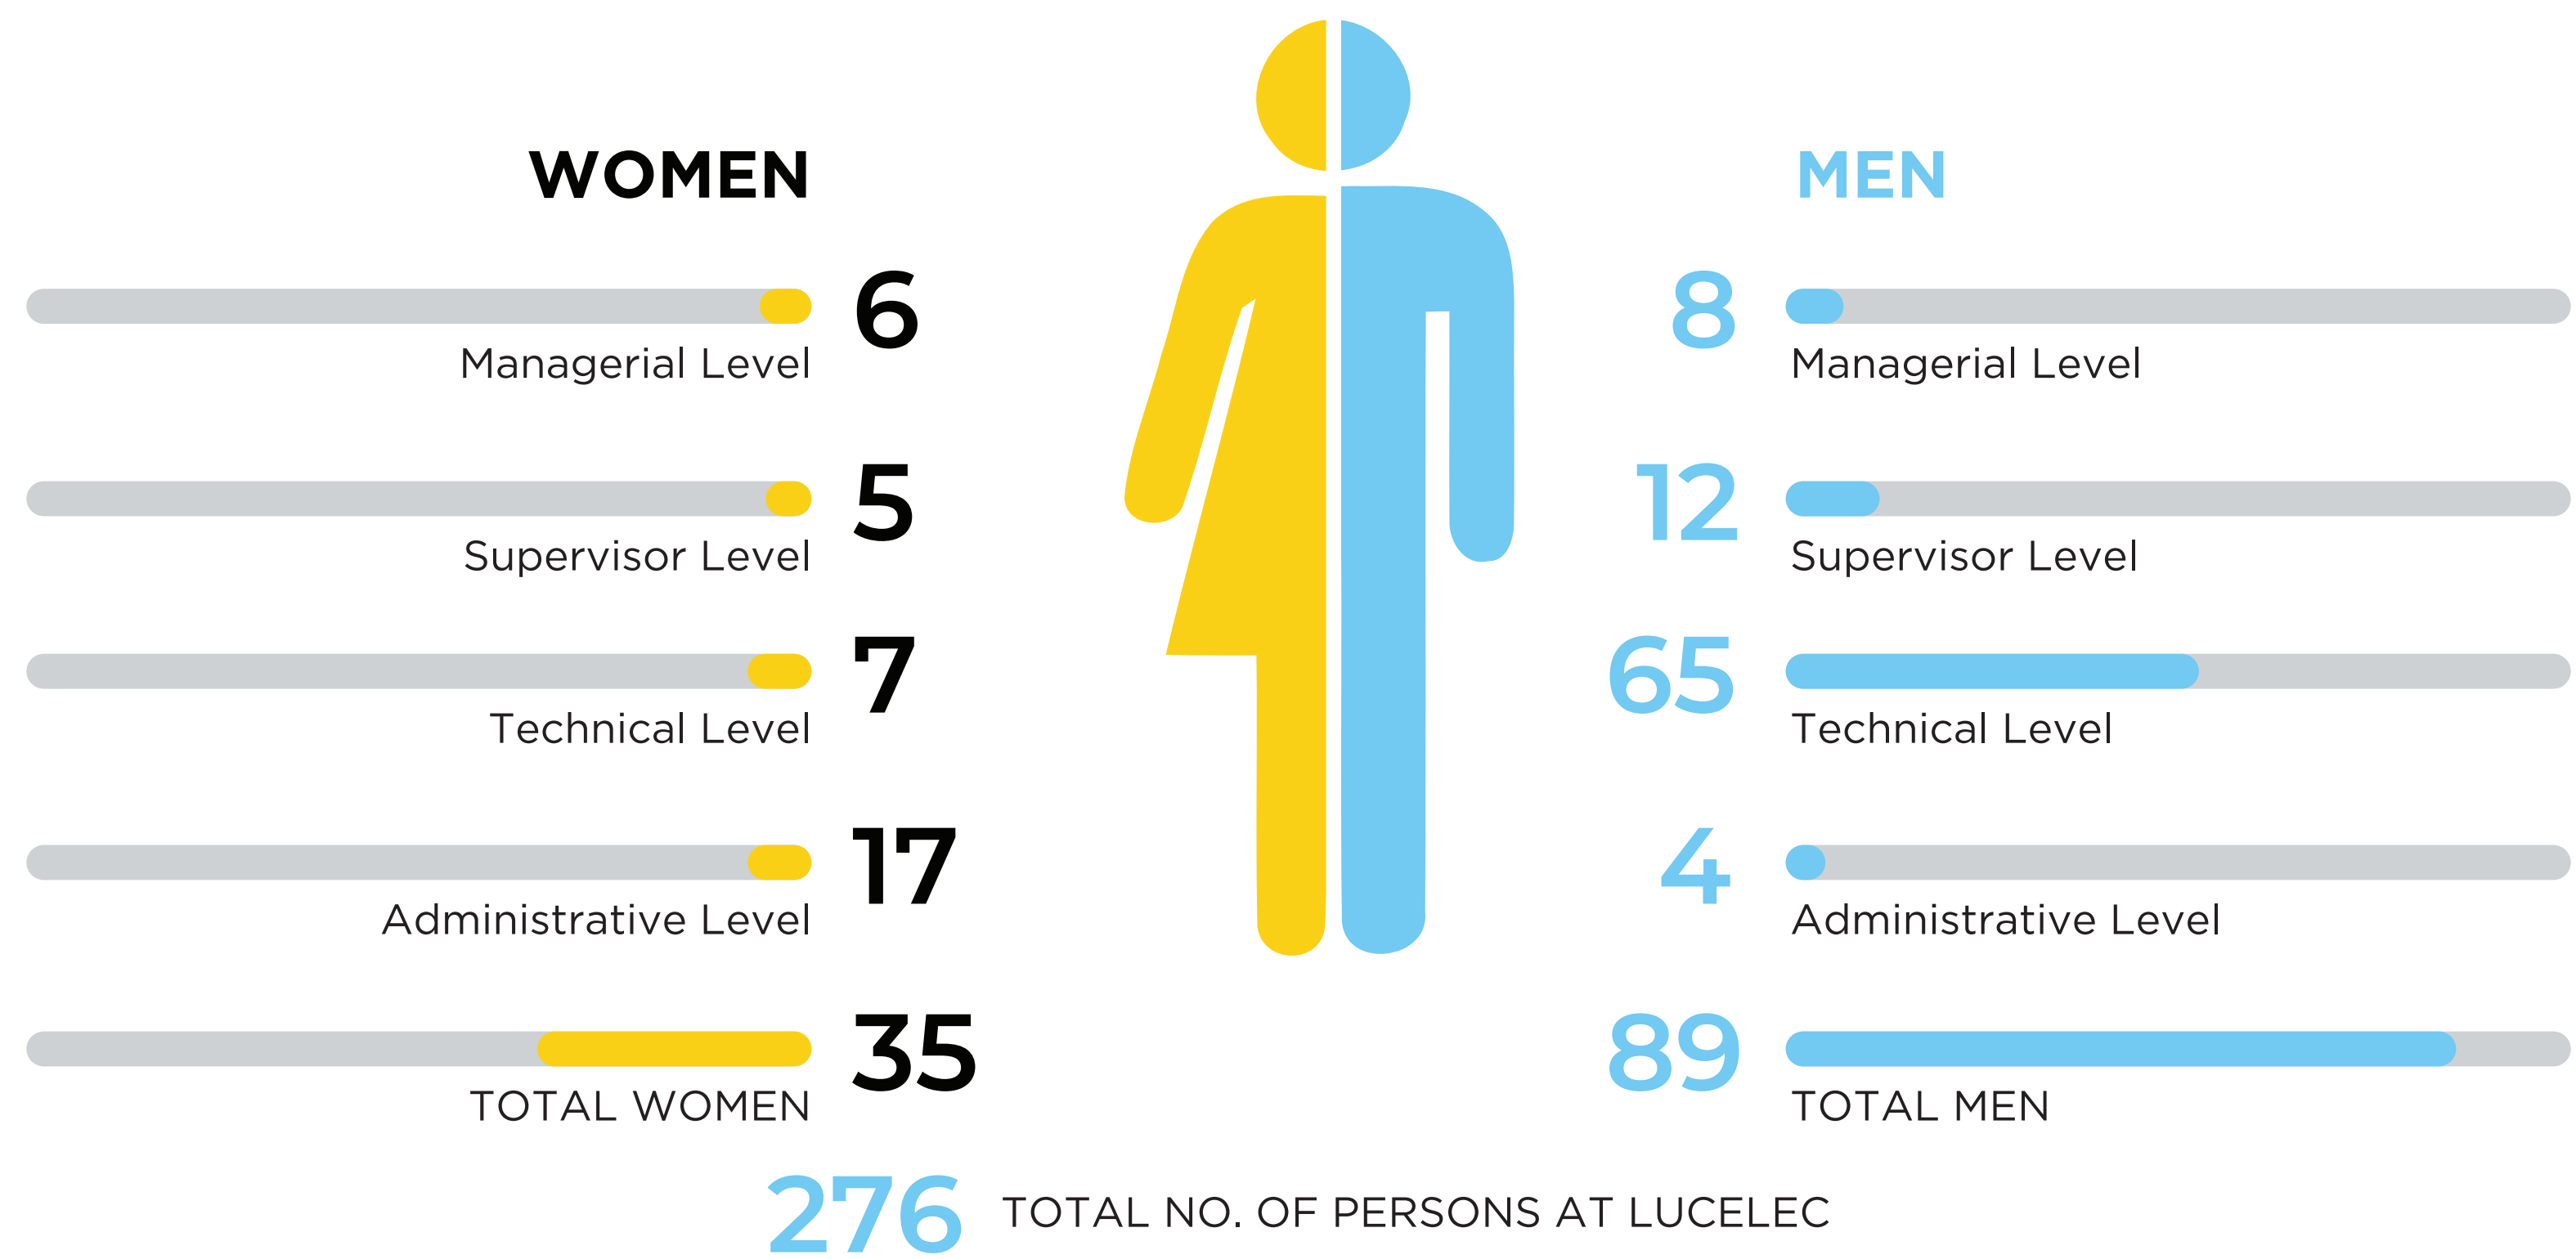 WOMEN
6
Managerial Level
5
Supervisor Level
7
Technical Level
17
Administrative Level
35
TOTAL WOMEN
MEN
8
Managerial Level
12
Supervisor Level
65
Technical Level
4
Administrative Level
89
TOTAL MEN
276 TOTAL NO. OF PERSONS AT LUCELEC